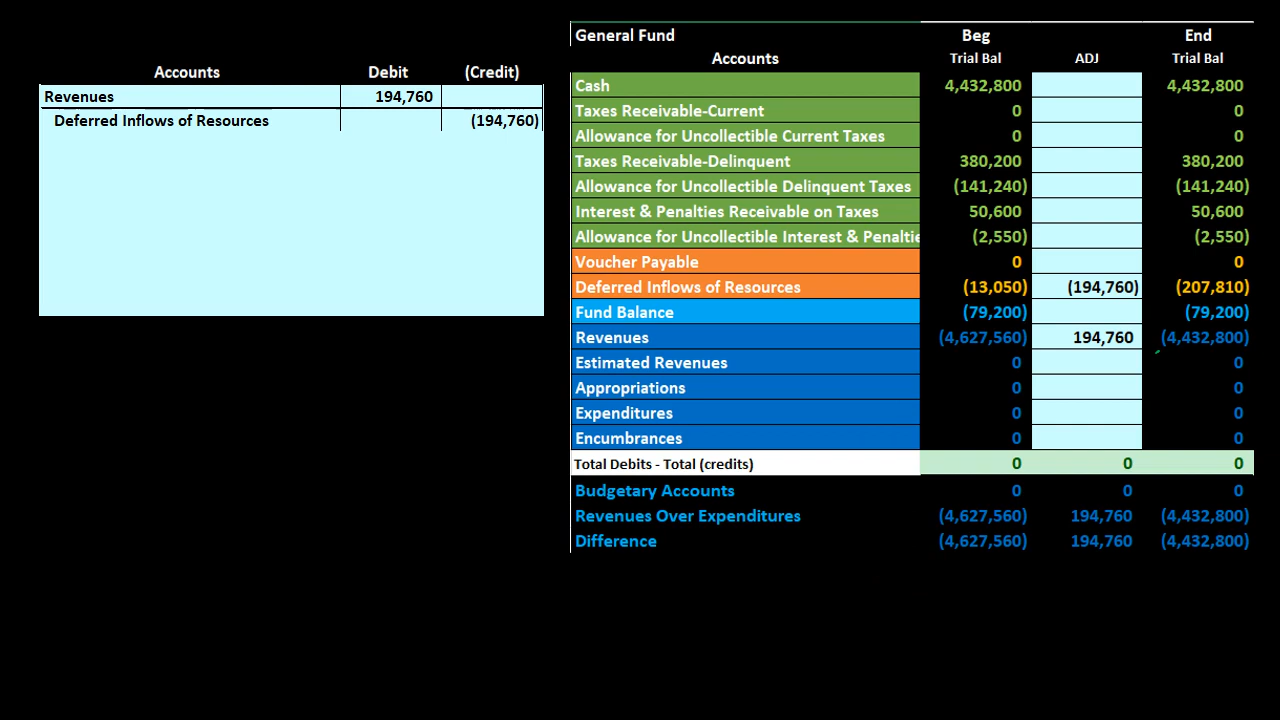 Accounts Debit (Credit)
Revenues 194,760
Deferred Inflows of Resources (194,760)
General Fund Beg End
Accounts Trial Bal ADJ Trial Bal
Cash 4,432,800 4,432,800
Taxes Receivable-Current 0 0
Allowance for Uncollectible Current Taxes 0 0
Taxes Receivable-Delinquent 380,200 380,200
Allowance for Uncollectible Delinquent Taxes (141,240) (141,240)
Interest & Penalties Receivable on Taxes 50,600 50,600
Allowance for Uncollectible Interest & Penaltie (2,550) (2,550)
Voucher Payable 0 0
Deferred Inflows of Resources (13,050) (194,760) (207,810)
Fund Balance (79,200) (79,200)
Revenues (4,627,560) 194,760 (4,432,800)
Estimated Revenues 0 0
Appropriations 0 0
Expenditures 0 0
Encumbrances 0 0
Total Debits - Total (credits) 0 0 0
Budgetary Accounts 0 0 0
Revenues Over Expenditures (4,627,560) 194,760 (4,432,800)
Difference (4,627,560) 194,760 (4,432,800)